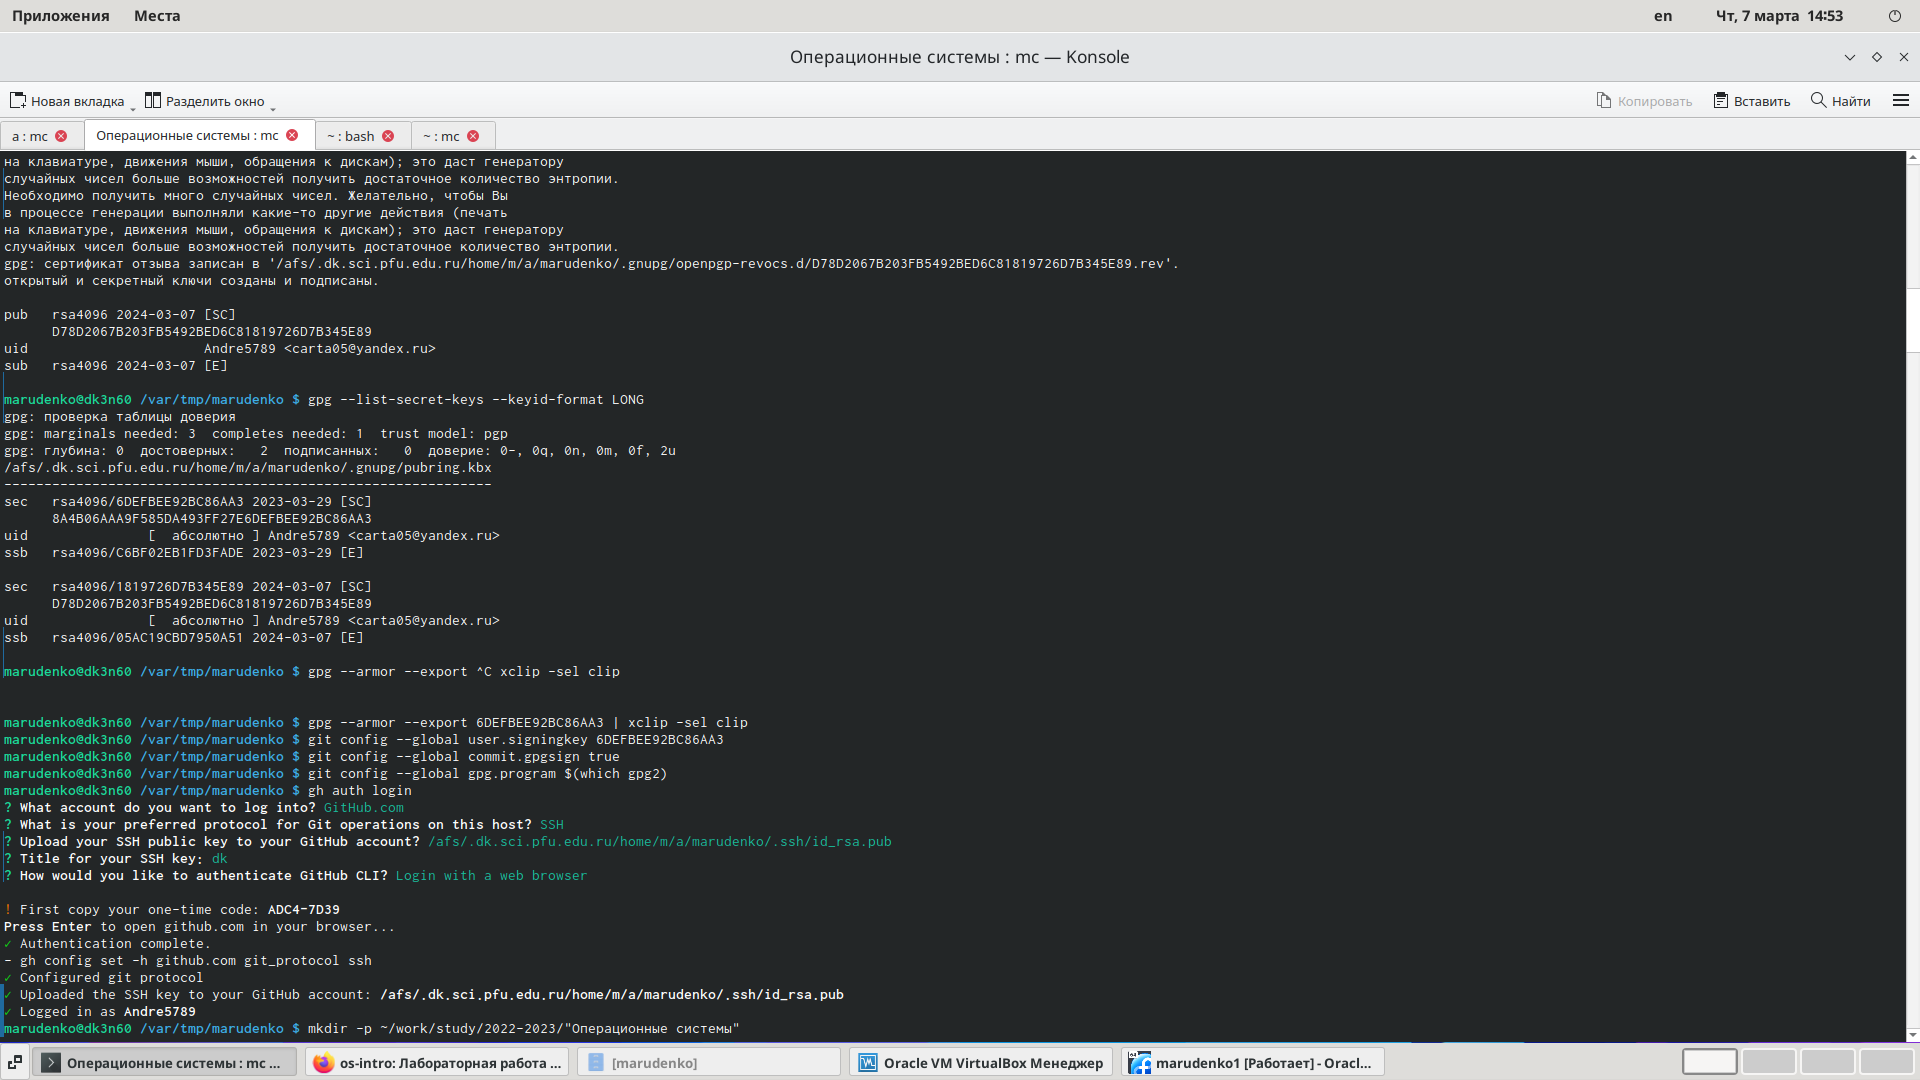 Приложения Места en Чт, 7 марта 14:53
Операционные системы : mc — Konsole
Новая вкладка Разделить окно Копировать Вставить Найти
a : mc Операционные системы : mc ~ : bash ~ : mc
на клавиатуре, движения мыши, обращения к дискам); это даст генератору
случайных чисел больше возможностей получить достаточное количество энтропии.
Необходимо получить много случайных чисел. Желательно, чтобы Вы
в процессе генерации выполняли какие-то другие действия (печать
на клавиатуре, движения мыши, обращения к дискам); это даст генератору
случайных чисел больше возможностей получить достаточное количество энтропии.
gpg: сертификат отзыва записан в '/afs/.dk.sci.pfu.edu.ru/home/m/a/marudenko/.gnupg/openpgp-revocs.d/D78D2067B203FB5492BED6C81819726D7B345E89.rev'.
открытый и секретный ключи созданы и подписаны.
pub rsa4096 2024-03-07 [SC]
D78D2067B203FB5492BED6C81819726D7B345E89
uid Andre5789 <carta05@yandex.ru>
sub rsa4096 2024-03-07 [E]
marudenko@dk3n60 /var/tmp/marudenko $ gpg --list-secret-keys --keyid-format LONG
gpg: проверка таблицы доверия
gpg: marginals needed: 3 completes needed: 1 trust model: pgp
gpg: глубина: 0 достоверных: 2 подписанных: 0 доверие: 0-, 0q, 0n, 0m, 0f, 2u
/afs/.dk.sci.pfu.edu.ru/home/m/a/marudenko/.gnupg/pubring.kbx
-------------------------------------------------------------
sec rsa4096/6DEFBEE92BC86AA3 2023-03-29 [SC]
8A4B06AAA9F585DA493FF27E6DEFBEE92BC86AA3
uid [ абсолютно ] Andre5789 <carta05@yandex.ru>
ssb rsa4096/C6BF02EB1FD3FADE 2023-03-29 [E]
sec rsa4096/1819726D7B345E89 2024-03-07 [SC]
D78D2067B203FB5492BED6C81819726D7B345E89
uid [ абсолютно ] Andre5789 <carta05@yandex.ru>
ssb rsa4096/05AC19CBD7950A51 2024-03-07 [E]
marudenko@dk3n60 /var/tmp/marudenko $ gpg --armor --export ^C xclip -sel clip
marudenko@dk3n60 /var/tmp/marudenko $ gpg --armor --export 6DEFBEE92BC86AA3 | xclip -sel clip
marudenko@dk3n60 /var/tmp/marudenko $ git config --global user.signingkey 6DEFBEE92BC86AA3
marudenko@dk3n60 /var/tmp/marudenko $ git config --global commit.gpgsign true
marudenko@dk3n60 /var/tmp/marudenko $ git config --global gpg.program $(which gpg2)
marudenko@dk3n60 /var/tmp/marudenko $ gh auth login
? What account do you want to log into? GitHub.com
? What is your preferred protocol for Git operations on this host? SSH
? Upload your SSH public key to your GitHub account? /afs/.dk.sci.pfu.edu.ru/home/m/a/marudenko/.ssh/id_rsa.pub
? Title for your SSH key: dk
? How would you like to authenticate GitHub CLI? Login with a web browser
! First copy your one-time code: ADC4-7D39
Press Enter to open github.com in your browser...
✓ Authentication complete.
- gh config set -h github.com git_protocol ssh
✓ Configured git protocol
✓ Uploaded the SSH key to your GitHub account: /afs/.dk.sci.pfu.edu.ru/home/m/a/marudenko/.ssh/id_rsa.pub
✓ Logged in as Andre5789
marudenko@dk3n60 /var/tmp/marudenko $ mkdir -p ~/work/study/2022-2023/"Операционные системы"
Операционные системы : mc ... os-intro: Лабораторная работа ... [marudenko] Oracle VM VirtualBox Менеджер marudenko1 [Работает] - Oracl...